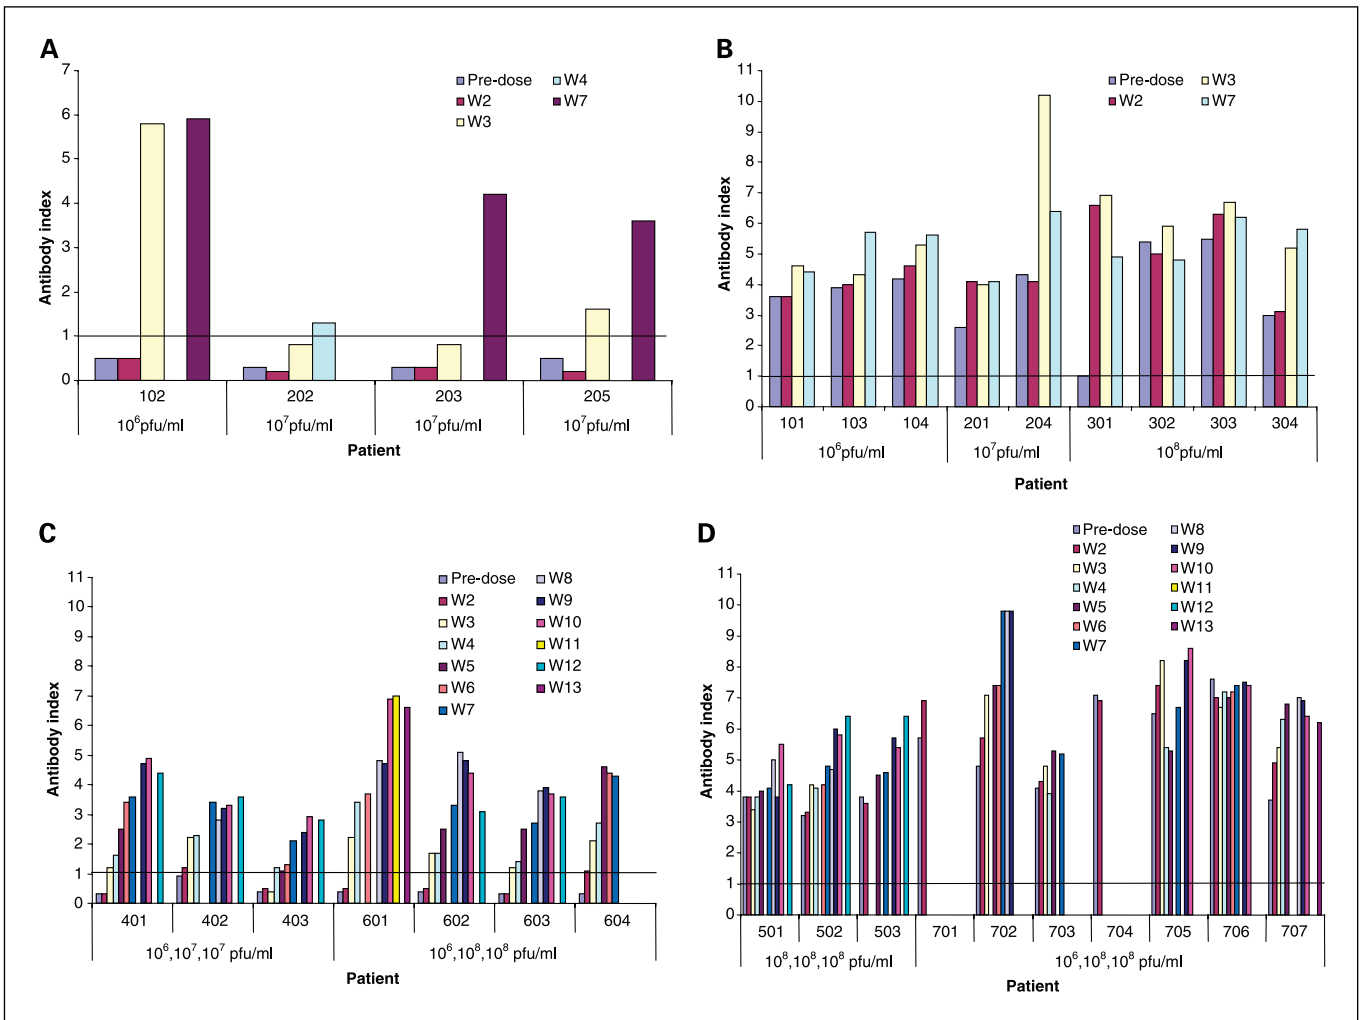 A
7
6
5
4
3
2
1
0
Antibody index
Pre-dose W4
W2 W7
W3
102 202 203 205
10⁶pfu/ml 10⁷pfu/ml 10⁷pfu/ml 10⁷pfu/ml
Patient
B
11
10
9
8
7
6
5
4
3
2
1
0
Antibody index
Pre-dose W3
W2 W7
101 103 104 201 204 301 302 303 304
10⁶pfu/ml 10⁷pfu/ml 10⁸pfu/ml
Patient
C
11
10
9
8
7
6
5
4
3
2
1
0
Antibody index
Pre-dose W8
W2 W9
W3 W10
W4 W11
W5 W12
W6 W13
W7
401 402 403 601 602 603 604
10⁶,10⁷,10⁷ pfu/ml 10⁶,10⁸,10⁸ pfu/ml
Patient
D
11
10
9
8
7
6
5
4
3
2
1
0
Antibody index
Pre-dose W8
W2 W9
W3 W10
W4 W11
W5 W12
W6 W13
W7
501 502 503 701 702 703 704 705 706 707
10⁸,10⁸,10⁸ pfu/ml 10⁶,10⁸,10⁸ pfu/ml
Patient